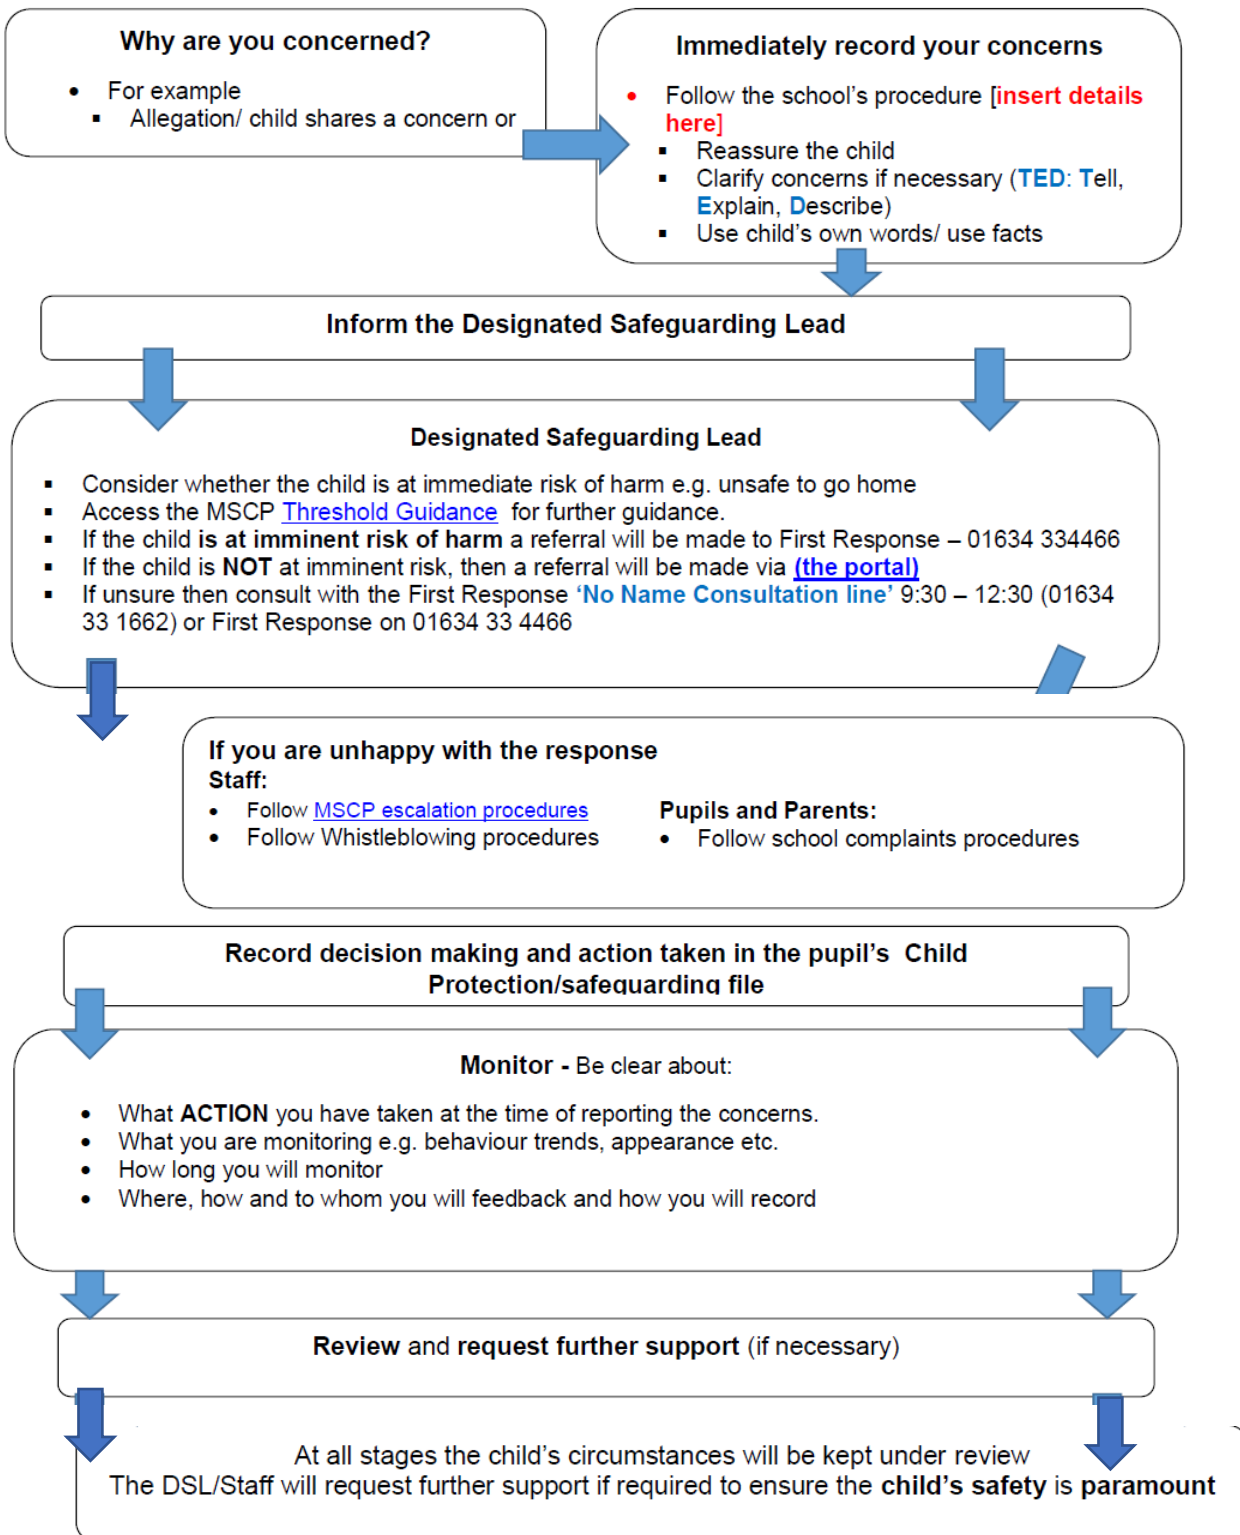 Why are you concerned?
• For example
▪ Allegation/ child shares a concern or
Immediately record your concerns
• Follow the school's procedure [insert details
here]
▪ Reassure the child
▪ Clarify concerns if necessary (TED: Tell,
Explain, Describe)
▪ Use child's own words/ use facts
Inform the Designated Safeguarding Lead
Designated Safeguarding Lead
▪ Consider whether the child is at immediate risk of harm e.g. unsafe to go home
▪ Access the MSCP Threshold Guidance for further guidance.
▪ If the child is at imminent risk of harm a referral will be made to First Response – 01634 334466
▪ If the child is NOT at imminent risk, then a referral will be made via (the portal)
▪ If unsure then consult with the First Response 'No Name Consultation line' 9:30 – 12:30 (01634
33 1662) or First Response on 01634 33 4466
If you are unhappy with the response
Staff:
• Follow MSCP escalation procedures
• Follow Whistleblowing procedures
Pupils and Parents:
• Follow school complaints procedures
Record decision making and action taken in the pupil's Child
Protection/safeguarding file
Monitor - Be clear about:
• What ACTION you have taken at the time of reporting the concerns.
• What you are monitoring e.g. behaviour trends, appearance etc.
• How long you will monitor
• Where, how and to whom you will feedback and how you will record
Review and request further support (if necessary)
At all stages the child's circumstances will be kept under review
The DSL/Staff will request further support if required to ensure the child's safety is paramount